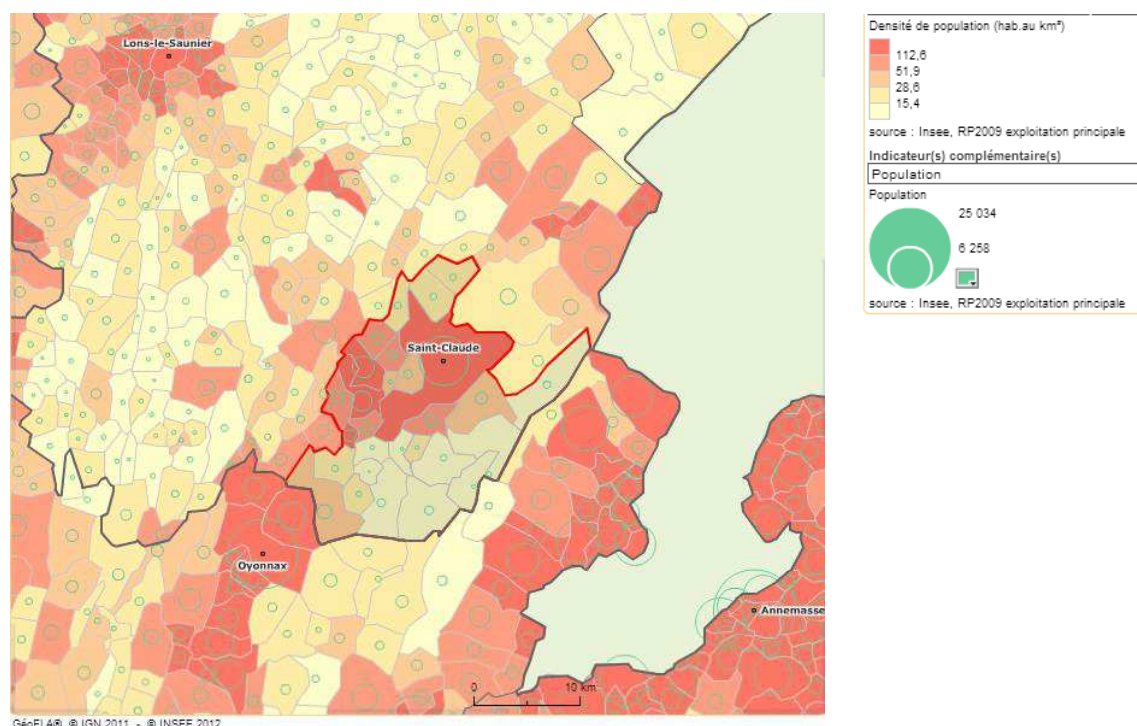 Lons-le-Saunier
Saint-Claude
Oyonnax
Annemasse
0 10 km
GéoFLA®, © IGN 2011 - © INSEE 2012
Densité de population (hab.au km²)
112,6
51,9
28,6
15,4
source : Insee, RP2009 exploitation principale
Indicateur(s) complémentaire(s)
Population
Population
25 034
6 258
source : Insee, RP2009 exploitation principale